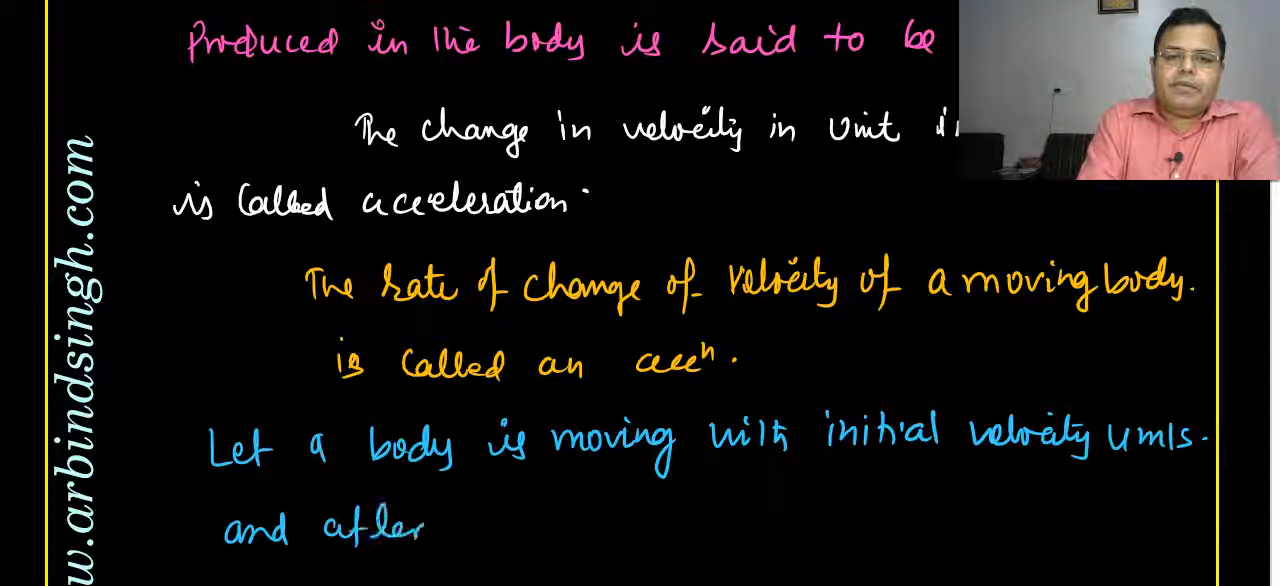 Produced in the body is said to be
The change in velocity in Unit
is Called acceleration.
The rate of change of velocity of a moving body.
is Called an accⁿ.
Let a body is moving with initial velocity u m/s.
and after
w.arbindsingh.com